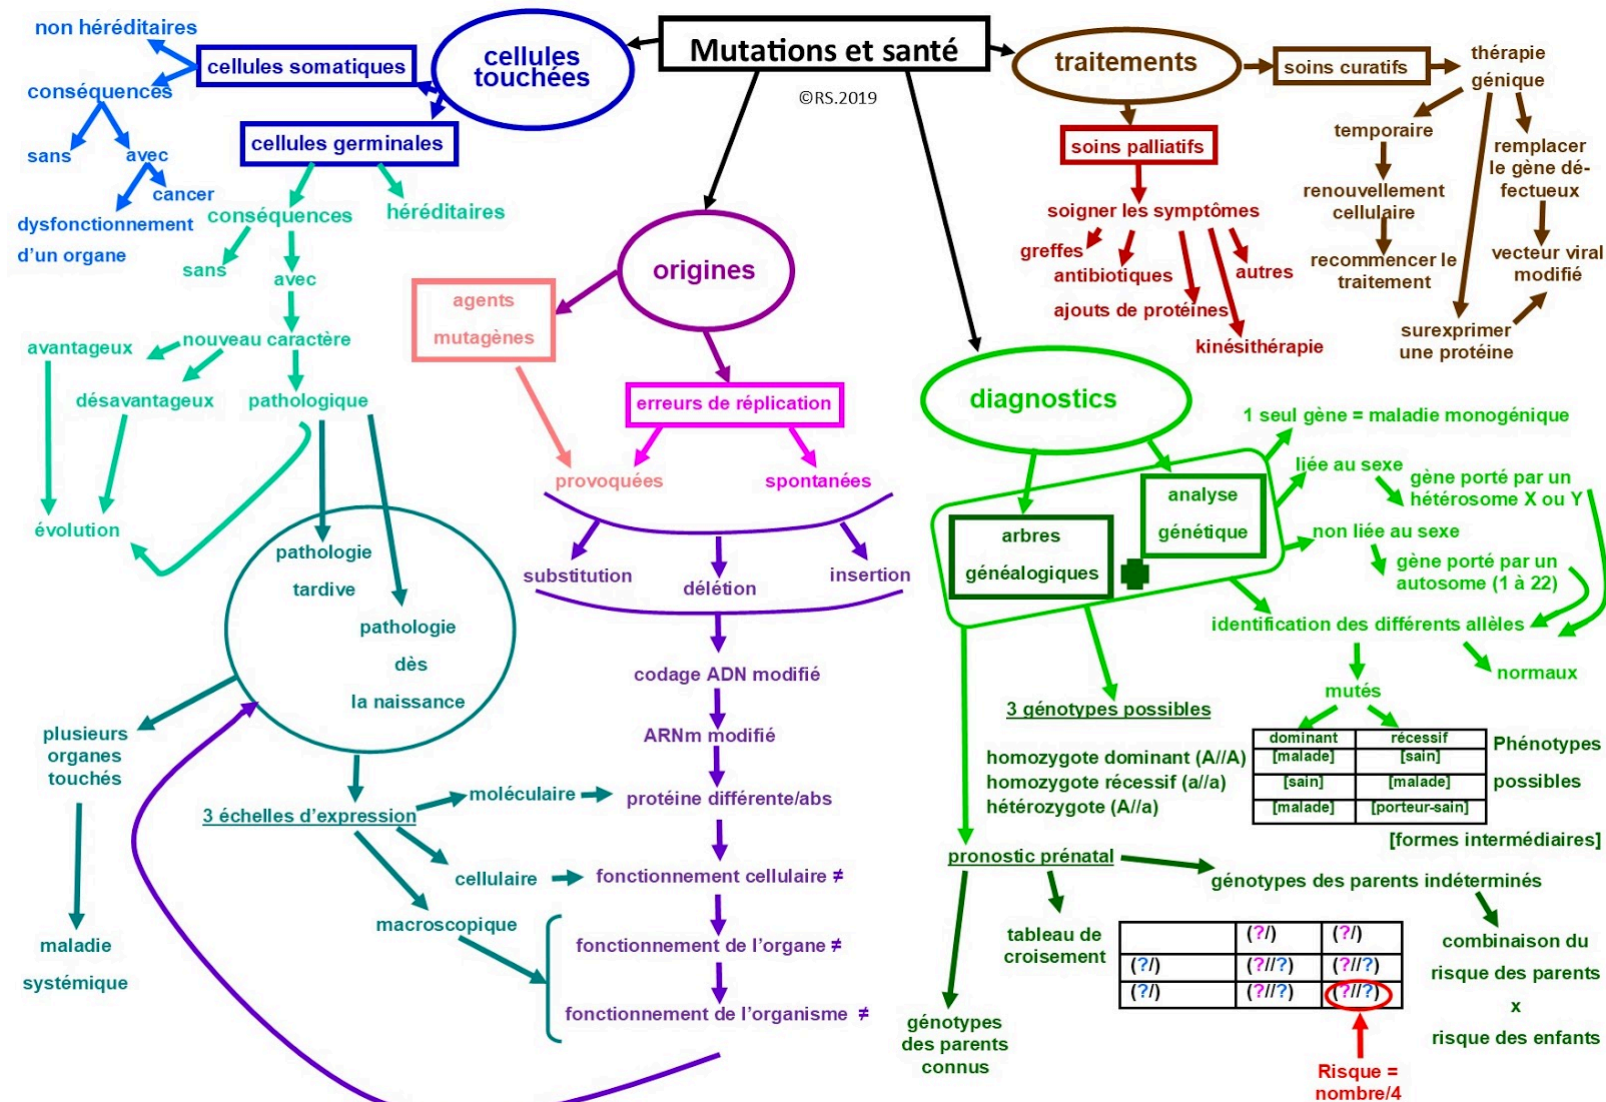 Mutations et santé
©RS.2019
cellules
touchées
cellules somatiques
non héréditaires
conséquences
sans
avec
cancer
dysfonctionnement
d'un organe
cellules germinales
conséquences
héréditaires
sans
avec
nouveau caractère
avantageux
désavantageux
pathologique
évolution
pathologie
tardive
pathologie
dès
la naissance
plusieurs
organes
touchés
maladie
systémique
3 échelles d'expression
moléculaire
cellulaire
macroscopique
origines
agents
mutagènes
erreurs de réplication
provoquées
spontanées
substitution
délétion
insertion
codage ADN modifié
ARNm modifié
protéine différente/abs
fonctionnement cellulaire ≠
fonctionnement de l'organe ≠
fonctionnement de l'organisme ≠
traitements
soins curatifs
thérapie
génique
temporaire
renouvellement
cellulaire
recommencer le
traitement
remplacer
le gène dé-
fectueux
vecteur viral
modifié
surexprimer
une protéine
soins palliatifs
soigner les symptômes
greffes
antibiotiques
ajouts de protéines
kinésithérapie
autres
diagnostics
arbres
généalogiques
analyse
génétique
1 seul gène = maladie monogénique
liée au sexe
gène porté par un
hétérosome X ou Y
non liée au sexe
gène porté par un
autosome (1 à 22)
identification des différents allèles
normaux
mutés
3 génotypes possibles
homozygote dominant (A//A)
homozygote récessif (a//a)
hétérozygote (A//a)
dominant récessif
[malade] [sain]
[sain] [malade]
[malade] [porteur-sain]
Phénotypes
possibles
[formes intermédiaires]
pronostic prénatal
génotypes des parents indéterminés
combinaison du
risque des parents
x
risque des enfants
tableau de
croisement
(?/) (?/)
(?/) (?//?) (?//?)
(?/) (?//?) (?//?)
Risque =
nombre/4
génotypes
des parents
connus